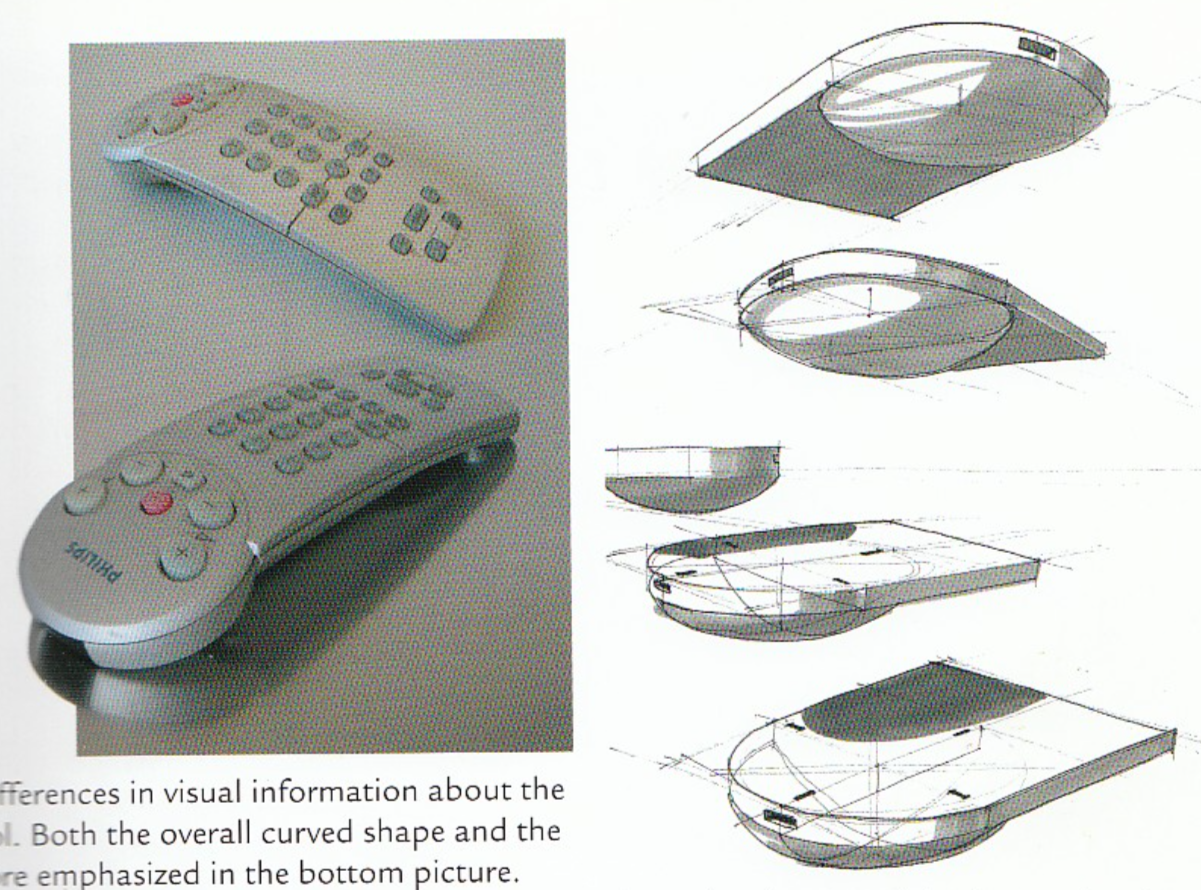 PHILIPS
fferences in visual information about the
l. Both the overall curved shape and the
re emphasized in the bottom picture.